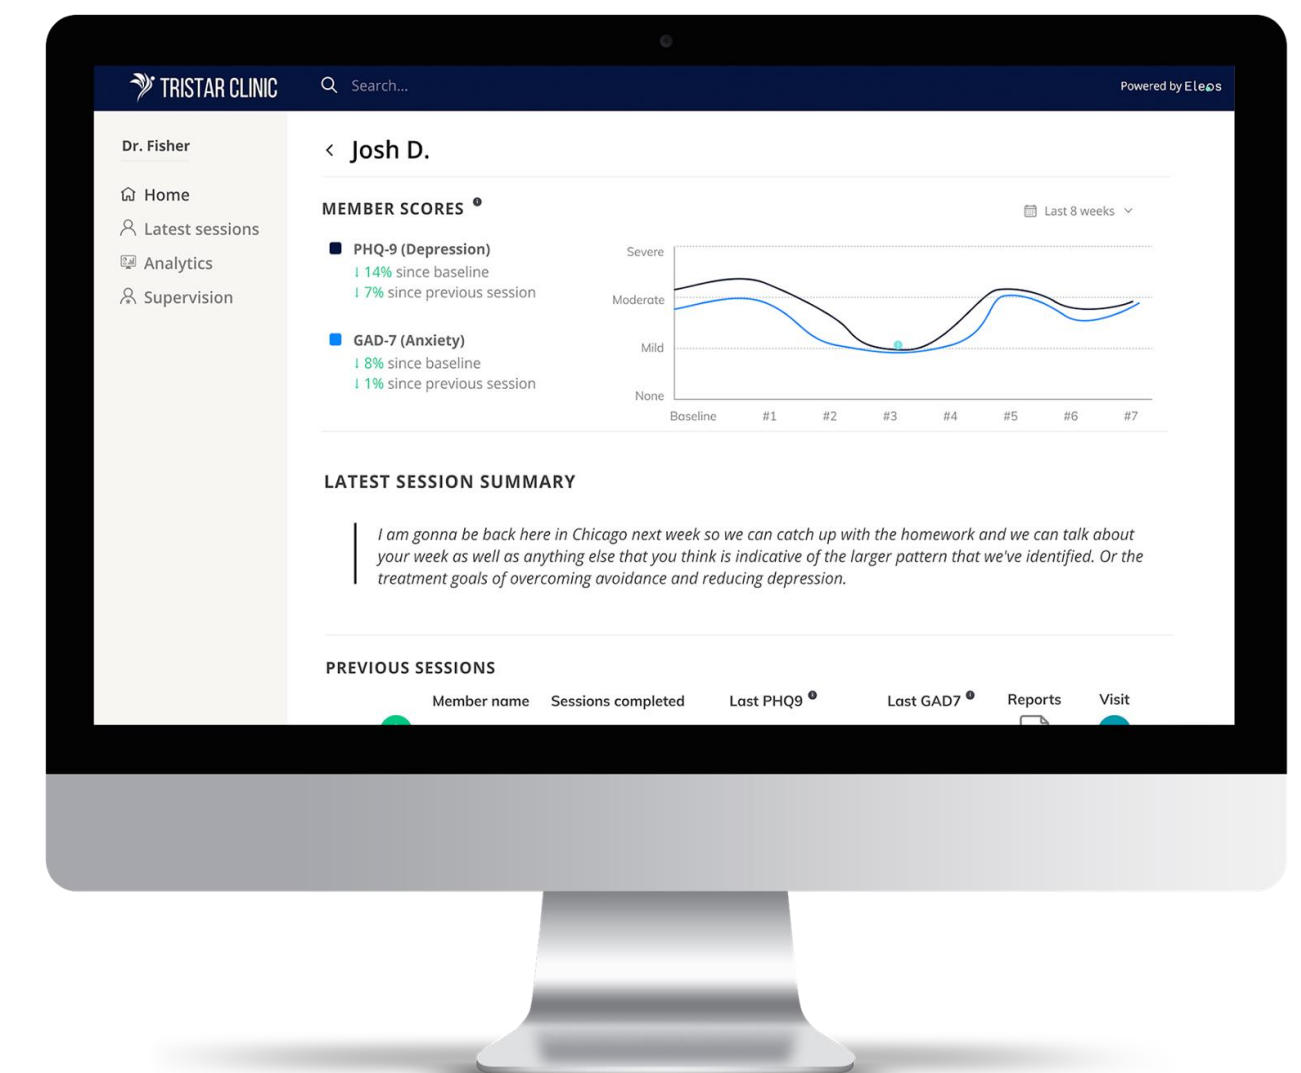 TRISTAR CLINIC
Search...
Powered by Eleos
Dr. Fisher
Home
Latest sessions
Analytics
Supervision
Josh D.
MEMBER SCORES
Last 8 weeks
PHQ-9 (Depression)
↓ 14% since baseline
↓ 7% since previous session
GAD-7 (Anxiety)
↓ 8% since baseline
↓ 1% since previous session
Severe
Moderate
Mild
None
Baseline #1 #2 #3 #4 #5 #6 #7
LATEST SESSION SUMMARY
I am gonna be back here in Chicago next week so we can catch up with the homework and we can talk about
your week as well as anything else that you think is indicative of the larger pattern that we've identified. Or the
treatment goals of overcoming avoidance and reducing depression.
PREVIOUS SESSIONS
Member name Sessions completed Last PHQ9 Last GAD7 Reports Visit